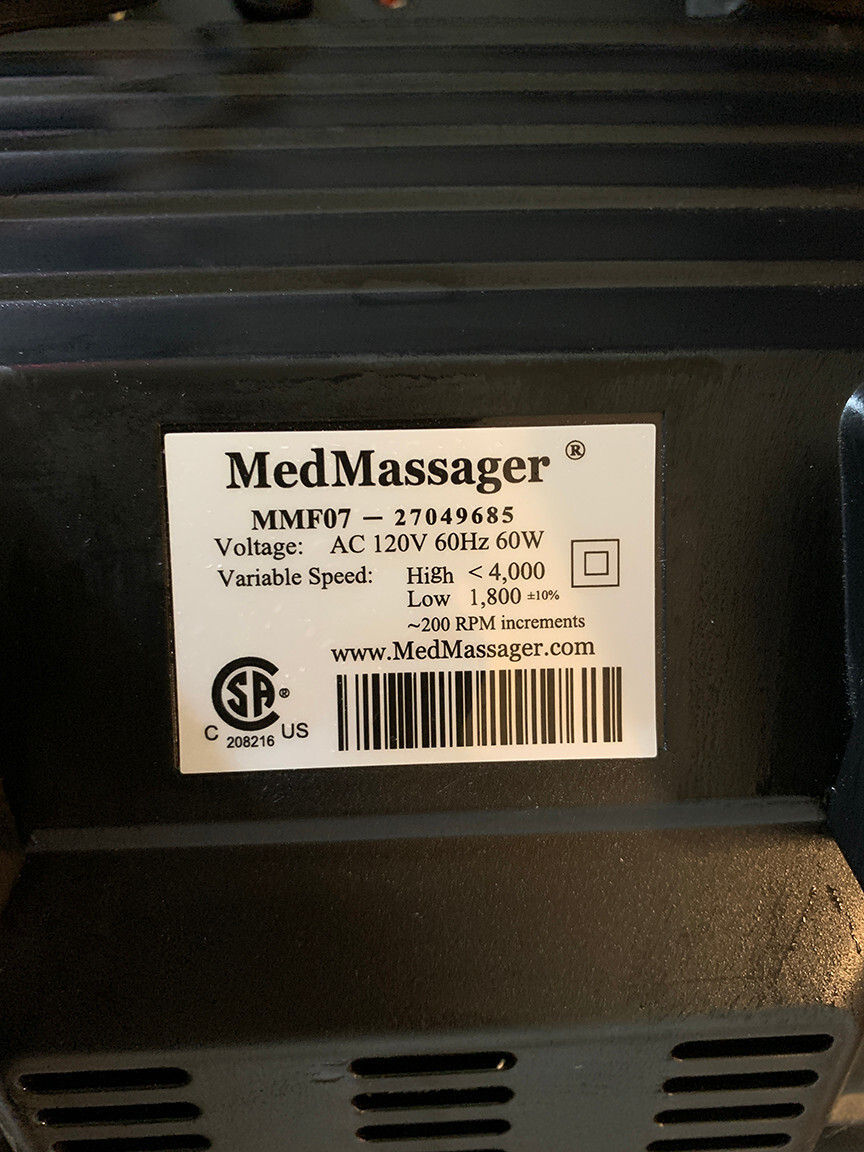 MedMassager ®
MMF07 – 27049685
Voltage: AC 120V 60Hz 60W
Variable Speed: High < 4,000
Low 1,800 ±10%
~200 RPM increments
www.MedMassager.com
SA ®
C 208216 US